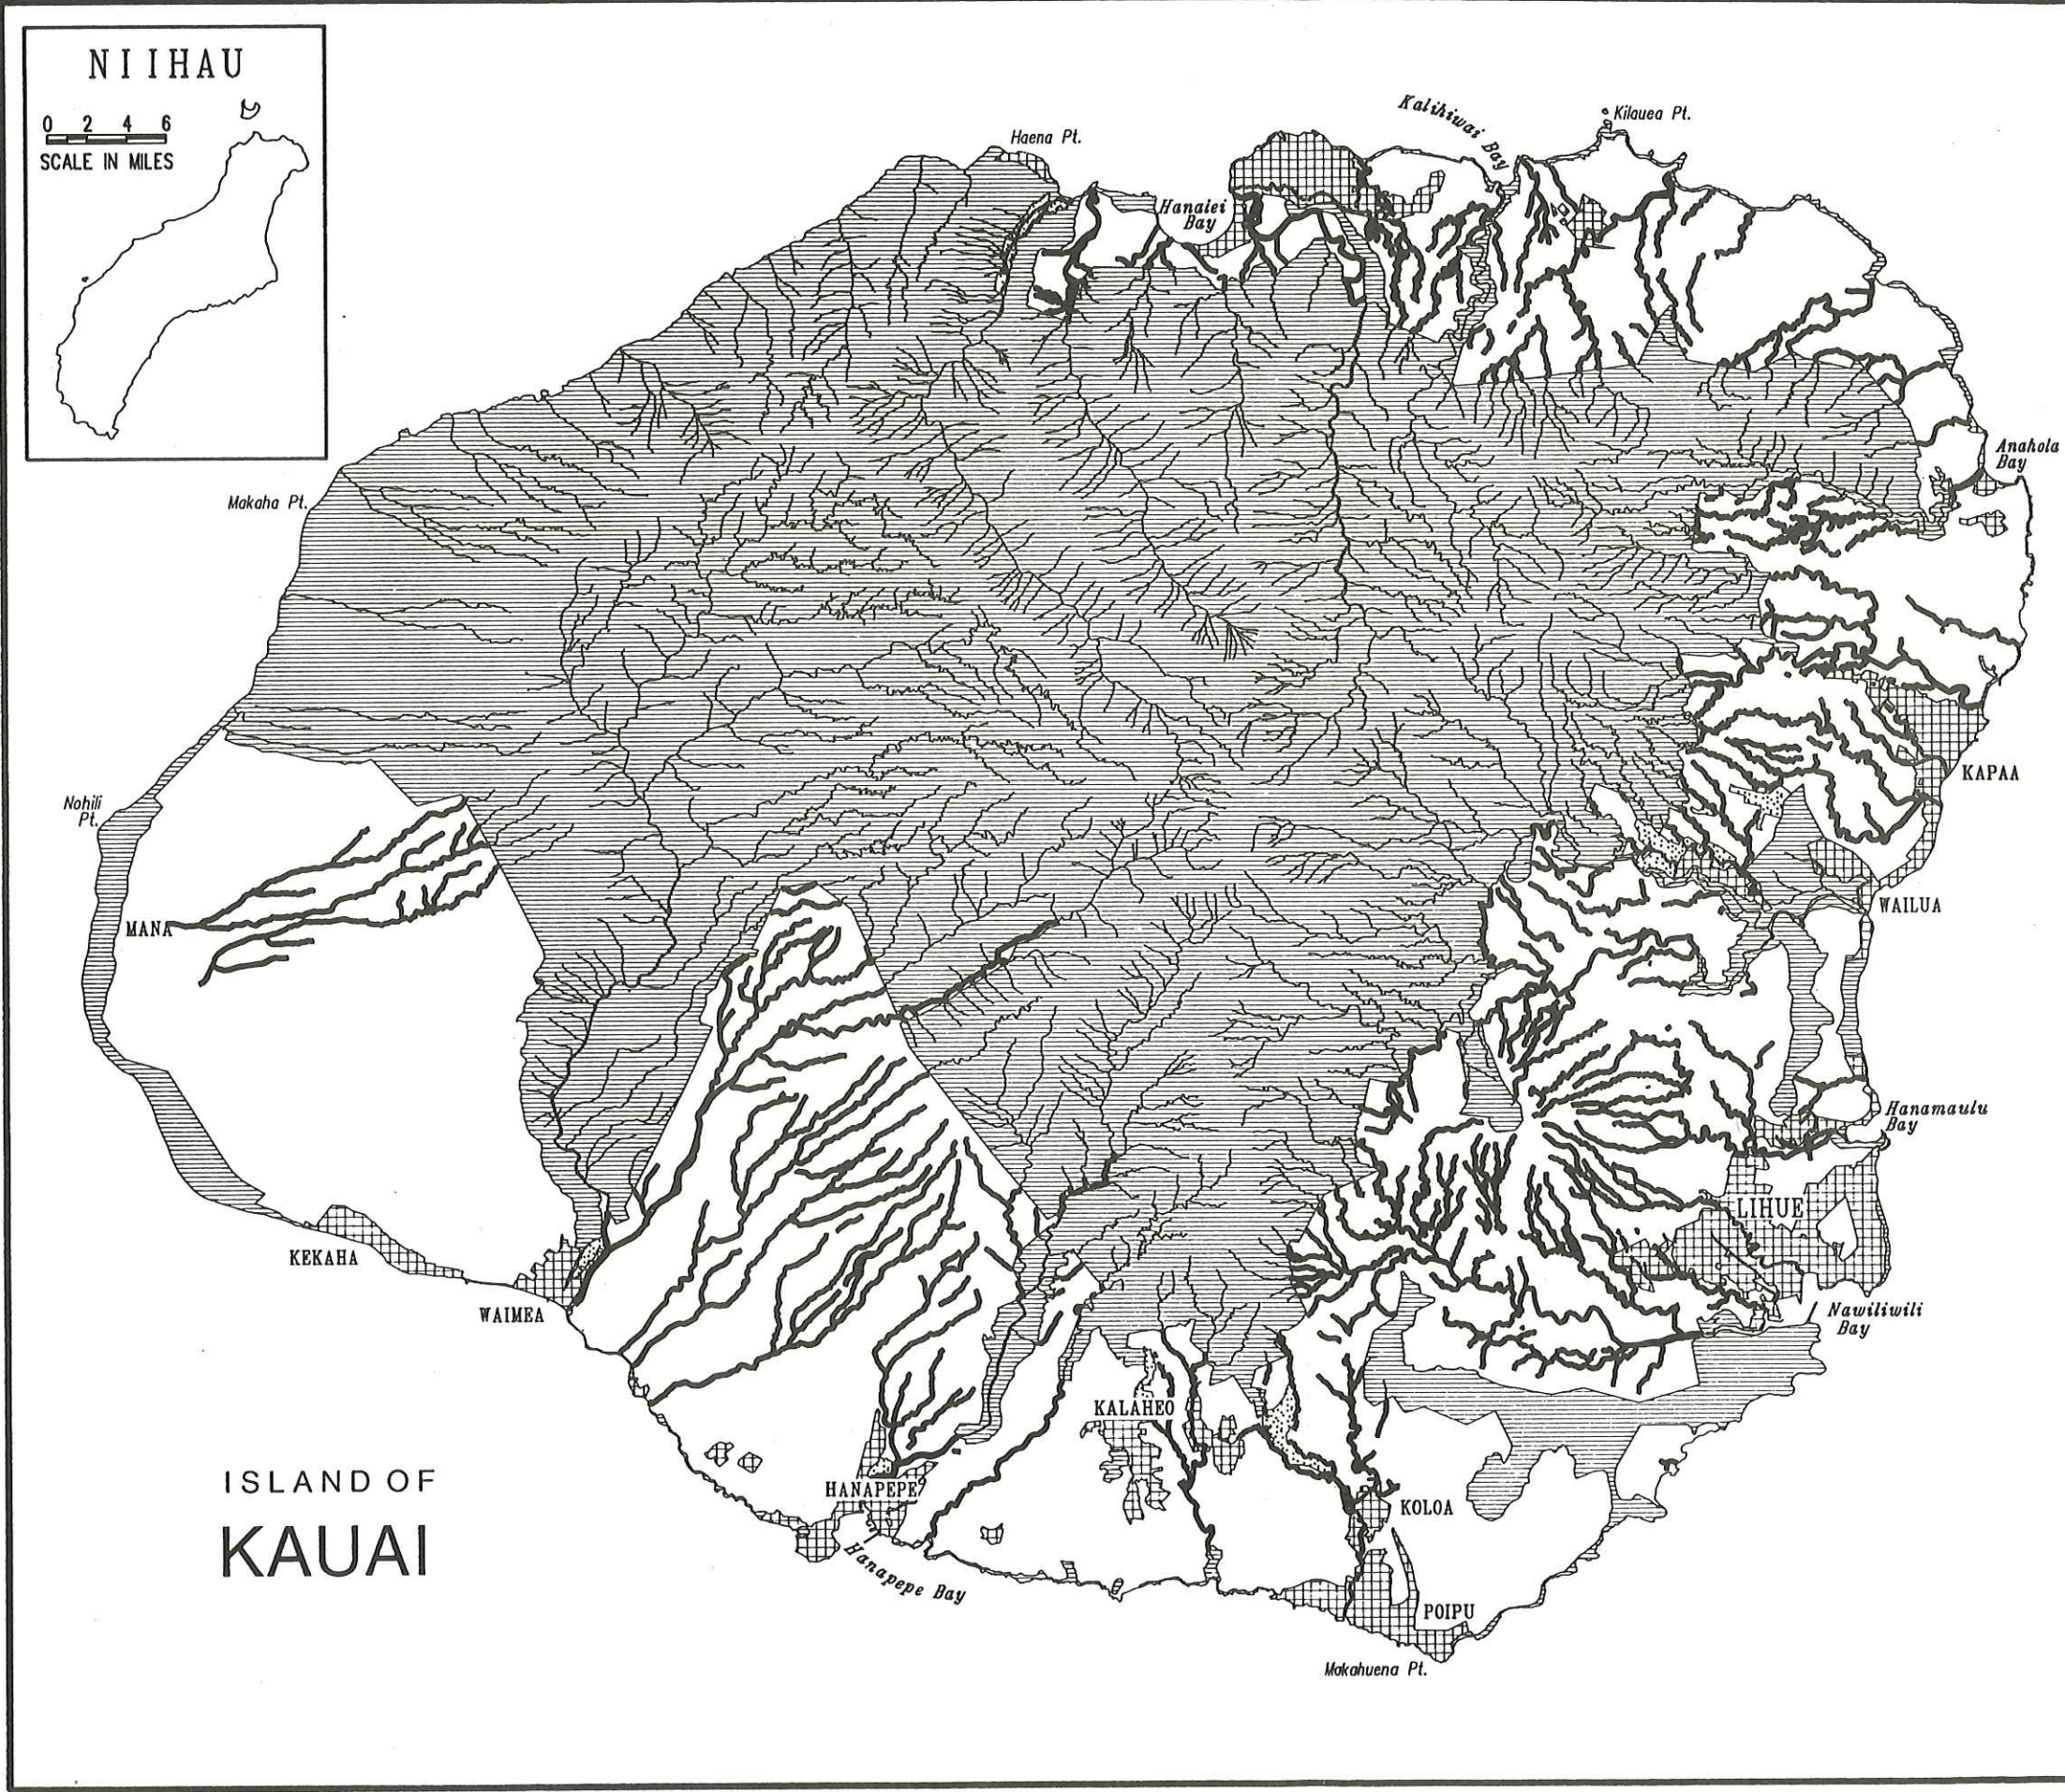 NIIHAU
0 2 4 6
SCALE IN MILES
Haena Pt.
Kalihiwai Bay
Kilauea Pt.
Hanalei
Bay
Anahola
Bay
Makaha Pt.
KAPAA
Nohili
Pt.
MANA
WAILUA
Hanamaulu
Bay
LIHUE
KEKAHA
WAIMEA
Nawiliwili
Bay
KALAHEO
HANAPEPE
KOLOA
ISLAND OF
KAUAI
Hanapepe Bay
POIPU
Makahuena Pt.